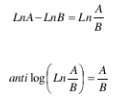 LnA − LnB = Ln A/B
anti log(Ln A/B) = A/B